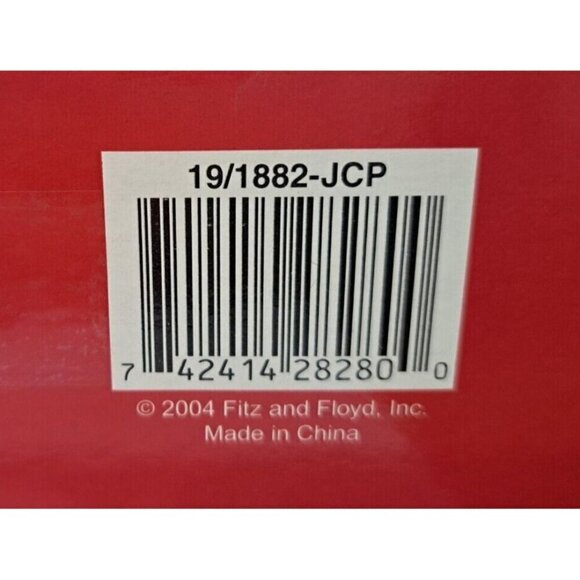 19/1882-JCP
7 42414 28280 0
© 2004 Fitz and Floyd, Inc.
Made in China